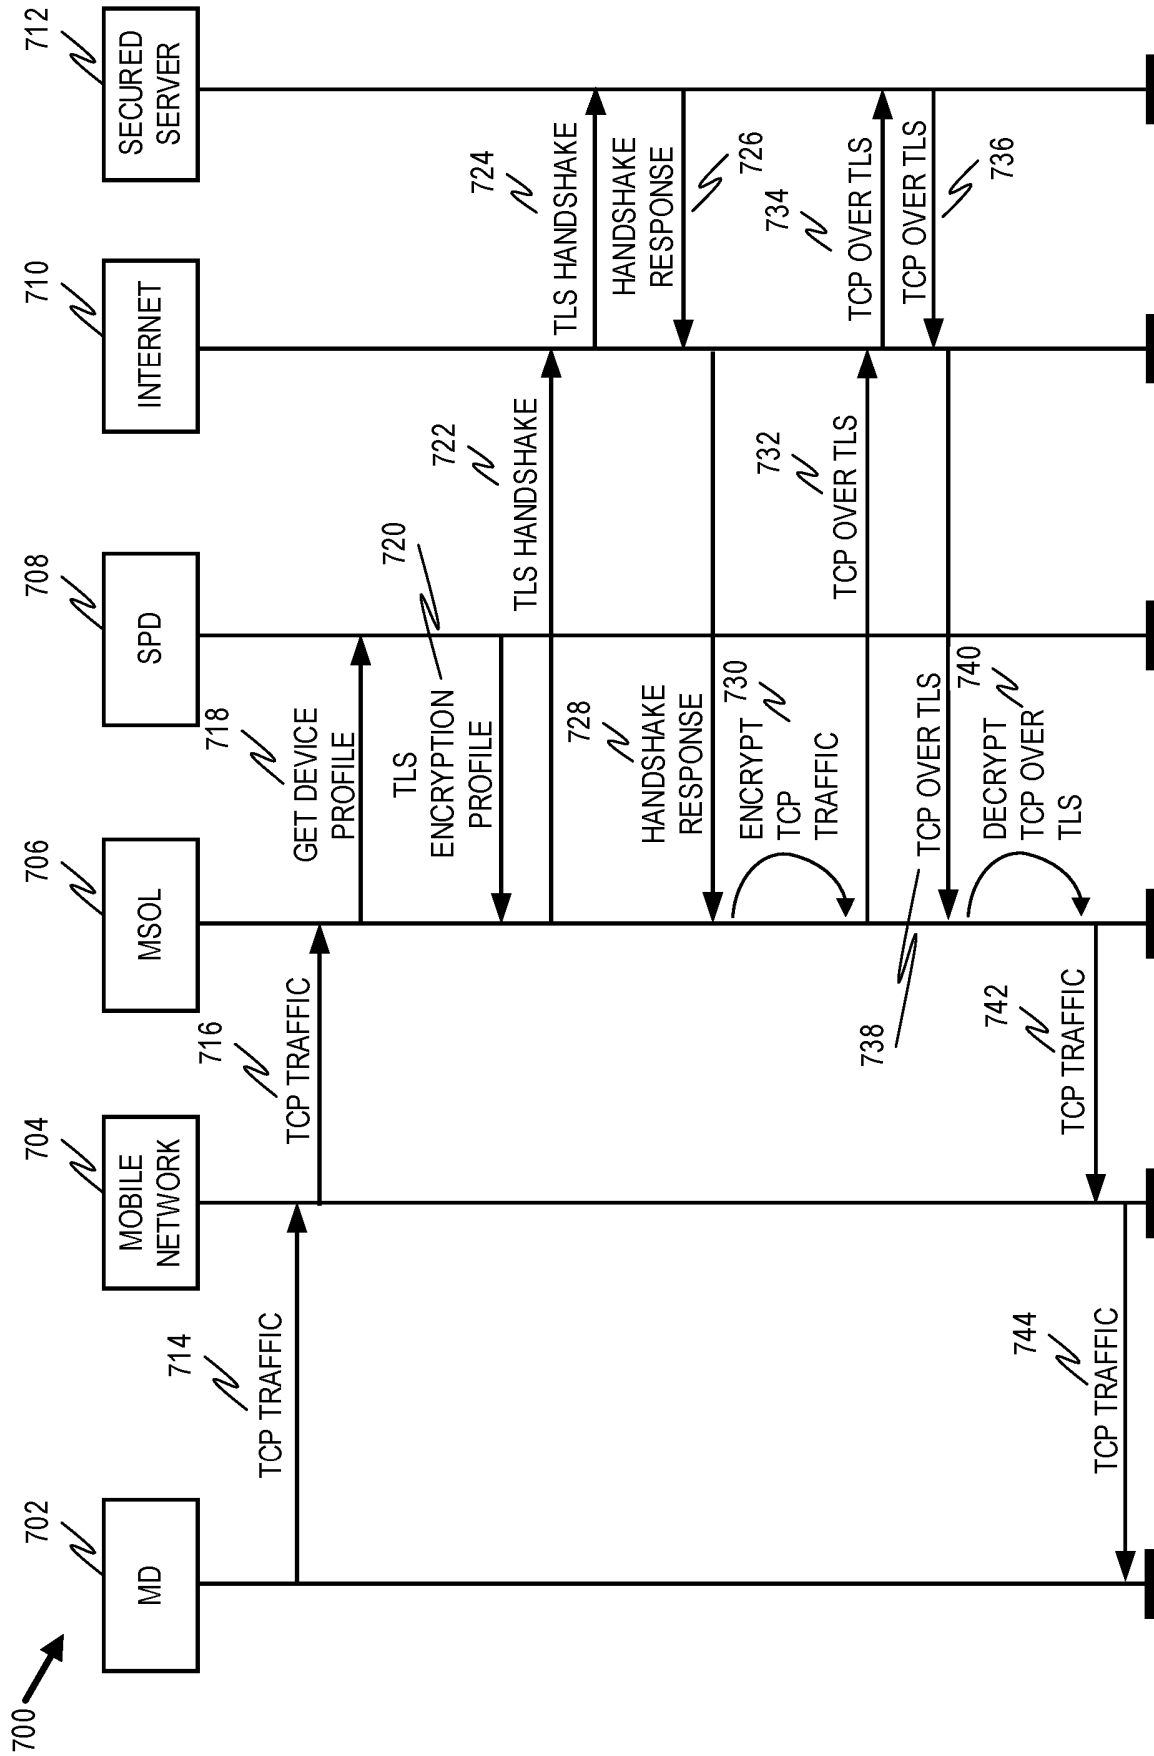 700
702
MD
704
MOBILE
NETWORK
706
MSOL
708
SPD
710
INTERNET
712
SECURED
SERVER
714
TCP TRAFFIC
716
TCP TRAFFIC
718
GET DEVICE
PROFILE
720
TLS
ENCRYPTION
PROFILE
722
TLS HANDSHAKE
724
TLS HANDSHAKE
HANDSHAKE
RESPONSE
726
728
HANDSHAKE
RESPONSE
730
ENCRYPT
TCP
TRAFFIC
732
TCP OVER TLS
734
TCP OVER TLS
TCP OVER TLS
736
738
TCP OVER TLS
740
DECRYPT
TCP OVER
TLS
742
TCP TRAFFIC
744
TCP TRAFFIC